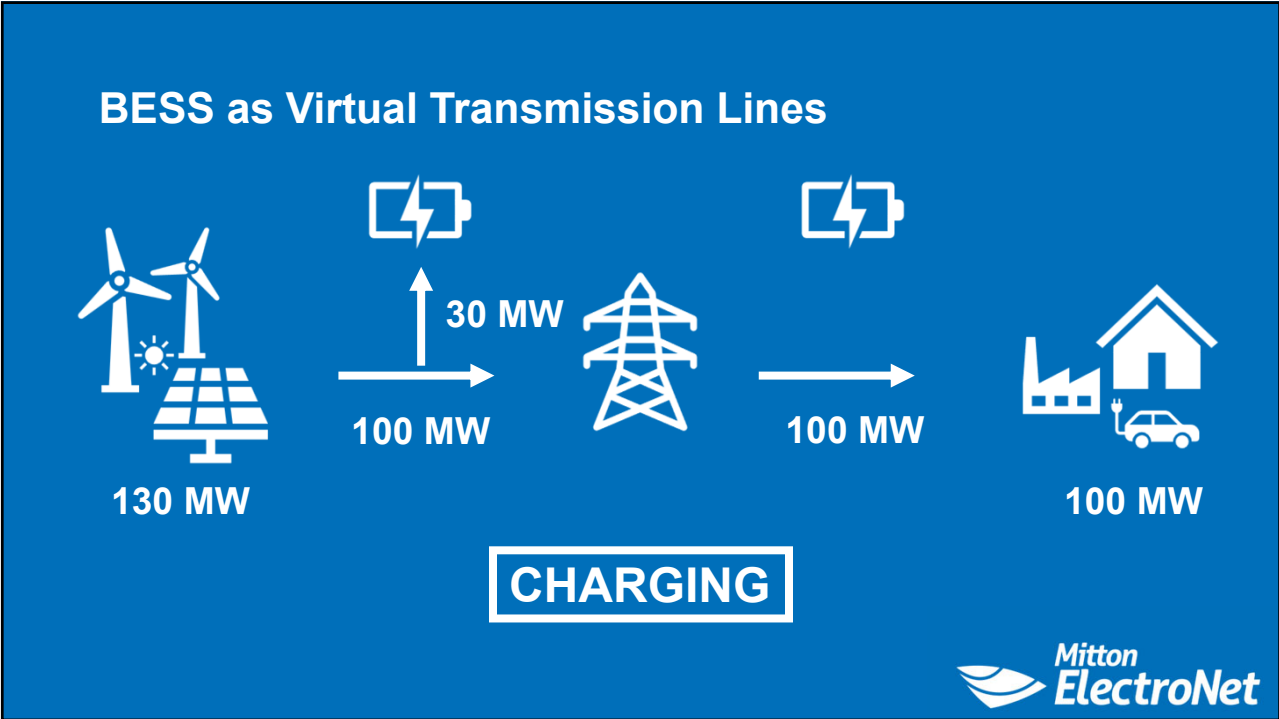 BESS as Virtual Transmission Lines
30 MW
100 MW
100 MW
130 MW
100 MW
CHARGING
Mitton
ElectroNet